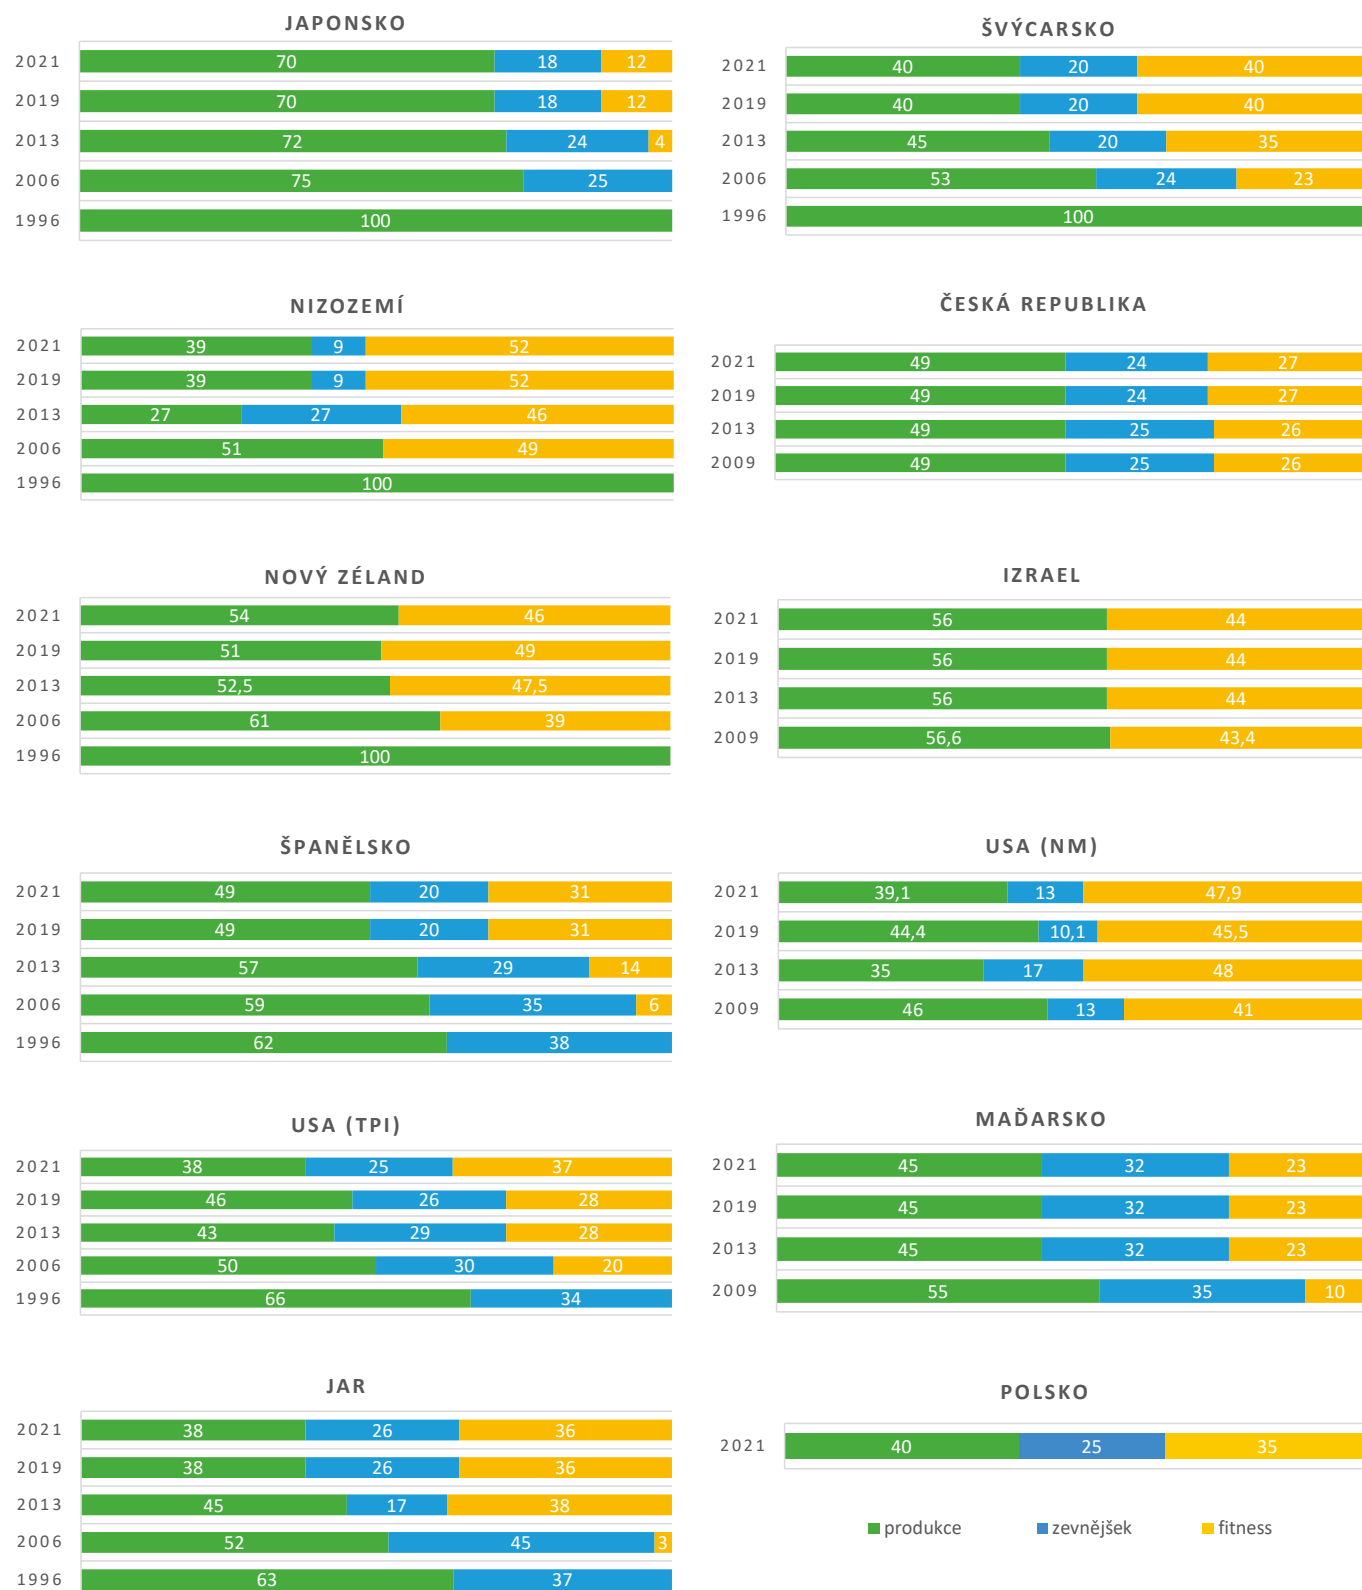 JAPONSKO
2021 70 18 12
2019 70 18 12
2013 72 24 4
2006 75 25
1996 100
ŠVÝCARSKO
2021 40 20 40
2019 40 20 40
2013 45 20 35
2006 53 24 23
1996 100
NIZOZEMÍ
2021 39 9 52
2019 39 9 52
2013 27 27 46
2006 51 49
1996 100
ČESKÁ REPUBLIKA
2021 49 24 27
2019 49 24 27
2013 49 25 26
2009 49 25 26
NOVÝ ZÉLAND
2021 54 46
2019 51 49
2013 52,5 47,5
2006 61 39
1996 100
IZRAEL
2021 56 44
2019 56 44
2013 56 44
2009 56,6 43,4
ŠPANĚLSKO
2021 49 20 31
2019 49 20 31
2013 57 29 14
2006 59 35 6
1996 62 38
USA (NM)
2021 39,1 13 47,9
2019 44,4 10,1 45,5
2013 35 17 48
2009 46 13 41
USA (TPI)
2021 38 25 37
2019 46 26 28
2013 43 29 28
2006 50 30 20
1996 66 34
MAĎARSKO
2021 45 32 23
2019 45 32 23
2013 45 32 23
2009 55 35 10
JAR
2021 38 26 36
2019 38 26 36
2013 45 17 38
2006 52 45 3
1996 63 37
POLSKO
2021 40 25 35
produkce zevnějšek fitness